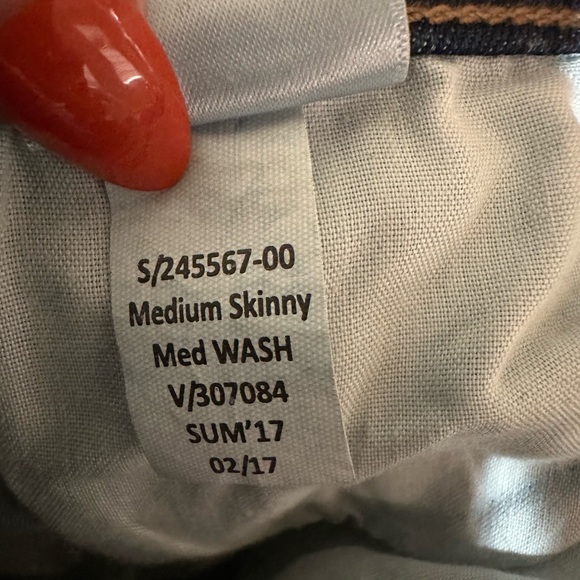 S/245567-00
Medium Skinny
Med WASH
V/307084
SUM'17
02/17